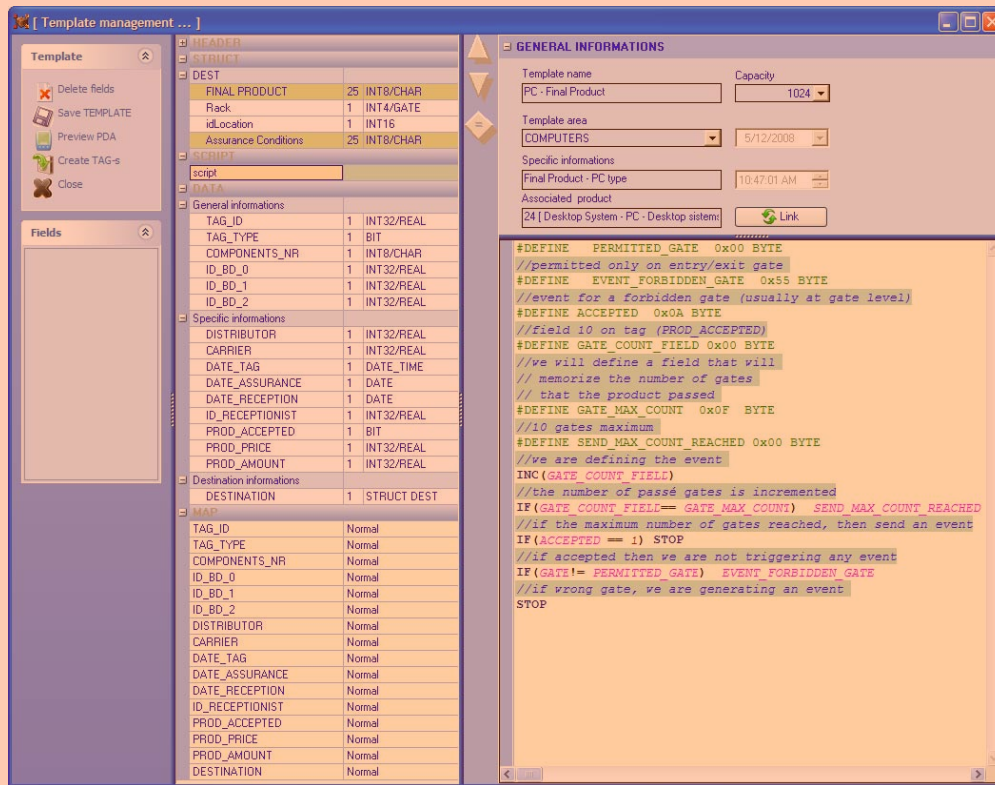 [ Template management ... ]
Template
Delete fields
Save TEMPLATE
Preview PDA
Create TAG-s
Close
Fields
HEADER
STRUCT
DEST
FINAL PRODUCT 25 INT8/CHAR
Rack 1 INT4/GATE
idLocation 1 INT16
Assurance Conditions 25 INT8/CHAR
SCRIPT
script
DATA
General informations
TAG_ID 1 INT32/REAL
TAG_TYPE 1 BIT
COMPONENTS_NR 1 INT8/CHAR
ID_BD_0 1 INT32/REAL
ID_BD_1 1 INT32/REAL
ID_BD_2 1 INT32/REAL
Specific informations
DISTRIBUTOR 1 INT32/REAL
CARRIER 1 INT32/REAL
DATE_TAG 1 DATE_TIME
DATE_ASSURANCE 1 DATE
DATE_RECEPTION 1 DATE
ID_RECEPTIONIST 1 INT32/REAL
PROD_ACCEPTED 1 BIT
PROD_PRICE 1 INT32/REAL
PROD_AMOUNT 1 INT32/REAL
Destination informations
DESTINATION 1 STRUCT DEST
MAP
TAG_ID Normal
TAG_TYPE Normal
COMPONENTS_NR Normal
ID_BD_0 Normal
ID_BD_1 Normal
ID_BD_2 Normal
DISTRIBUTOR Normal
CARRIER Normal
DATE_TAG Normal
DATE_ASSURANCE Normal
DATE_RECEPTION Normal
ID_RECEPTIONIST Normal
PROD_ACCEPTED Normal
PROD_PRICE Normal
PROD_AMOUNT Normal
DESTINATION Normal
GENERAL INFORMATIONS
Template name Capacity
PC - Final Product 1024
Template area
COMPUTERS 5/12/2008
Specific informations
Final Product - PC type 10:47:01 AM
Associated product
24 [ Desktop System - PC - Desktop sistems Link
#DEFINE PERMITTED_GATE 0x00 BYTE
//permitted only on entry/exit gate
#DEFINE EVENT_FORBIDDEN_GATE 0x55 BYTE
//event for a forbidden gate (usually at gate level)
#DEFINE ACCEPTED 0x0A BYTE
//field 10 on tag (PROD_ACCEPTED)
#DEFINE GATE_COUNT_FIELD 0x00 BYTE
//we will define a field that will
// memorize the number of gates
// that the product passed
#DEFINE GATE_MAX_COUNT 0x0F BYTE
//10 gates maximum
#DEFINE SEND_MAX_COUNT_REACHED 0x00 BYTE
//we are defining the event
INC(GATE_COUNT_FIELD)
//the number of passé gates is incremented
IF(GATE_COUNT_FIELD== GATE_MAX_COUNT) SEND_MAX_COUNT_REACHED
//if the maximum number of gates reached, then send an event
IF(ACCEPTED == 1) STOP
//if accepted then we are not triggering any event
IF(GATE!= PERMITTED_GATE) EVENT_FORBIDDEN_GATE
//if wrong gate, we are generating an event
STOP